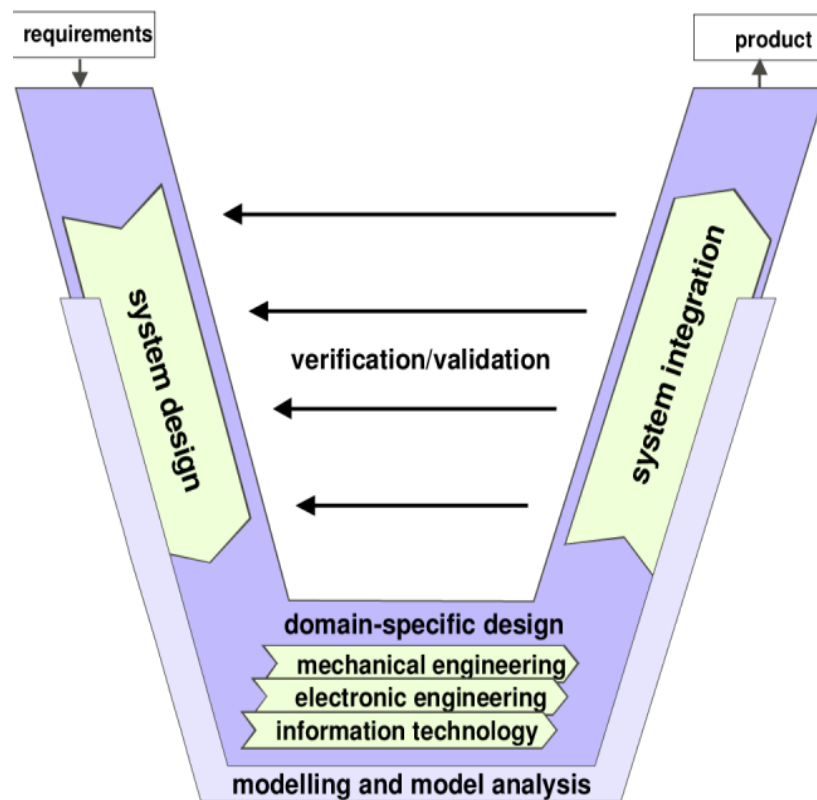 requirements
product
system design
system integration
verification/validation
domain-specific design
mechanical engineering
electronic engineering
information technology
modelling and model analysis